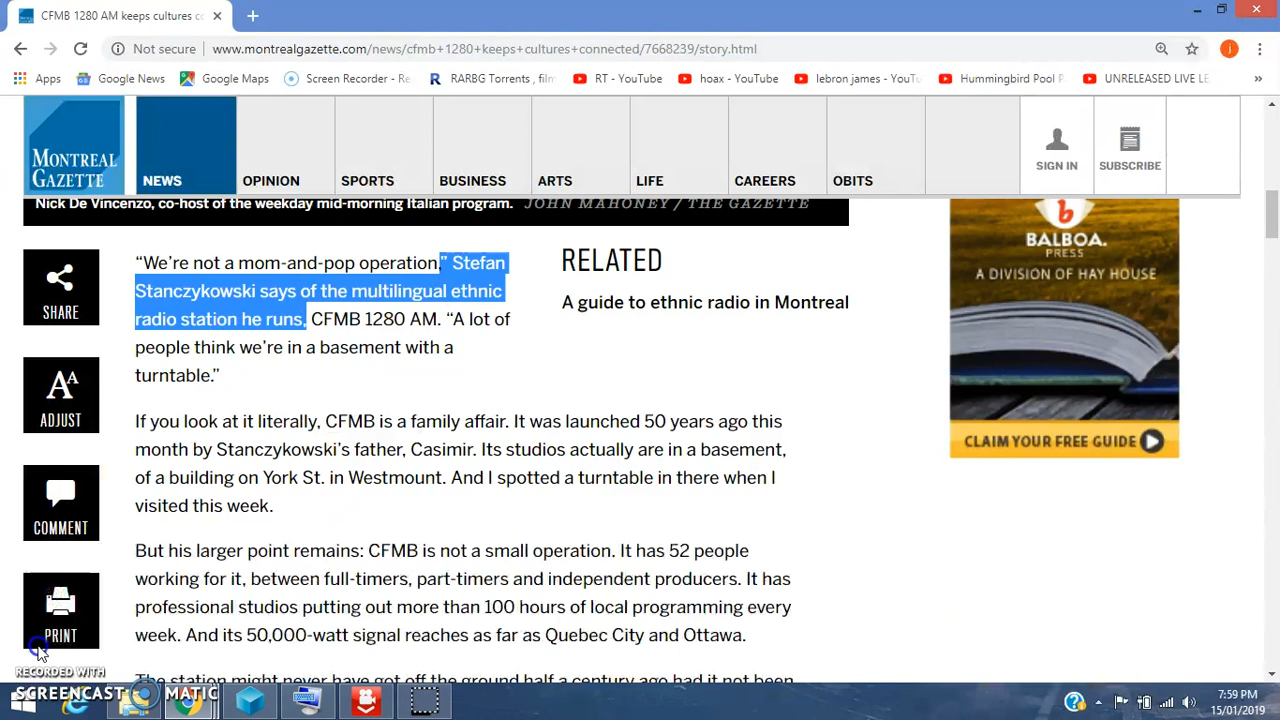 CFMB 1280 AM keeps cultures co
Not secure www.montrealgazette.com/news/cfmb+1280+keeps+cultures+connected/7668239/story.html
Apps Google News Google Maps Screen Recorder - Re RARBG Torrents , film RT - YouTube hoax - YouTube lebron james - YouTu Hummingbird Pool P UNRELEASED LIVE LE »
MONTREAL GAZETTE
NEWS OPINION SPORTS BUSINESS ARTS LIFE CAREERS OBITS SIGN IN SUBSCRIBE
Nick De Vincenzo, co-host of the weekday mid-morning Italian program. JOHN MAHONEY / THE GAZETTE
SHARE
ADJUST
COMMENT
PRINT
“We’re not a mom-and-pop operation,” Stefan
Stanczykowski says of the multilingual ethnic
radio station he runs, CFMB 1280 AM. “A lot of
people think we’re in a basement with a
turntable.”
RELATED
A guide to ethnic radio in Montreal
If you look at it literally, CFMB is a family affair. It was launched 50 years ago this
month by Stanczykowski’s father, Casimir. Its studios actually are in a basement,
of a building on York St. in Westmount. And I spotted a turntable in there when I
visited this week.
But his larger point remains: CFMB is not a small operation. It has 52 people
working for it, between full-timers, part-timers and independent producers. It has
professional studios putting out more than 100 hours of local programming every
week. And its 50,000-watt signal reaches as far as Quebec City and Ottawa.
The station might never have got off the ground half a century ago had it not been
BALBOA.
PRESS
A DIVISION OF HAY HOUSE
CLAIM YOUR FREE GUIDE
RECORDED WITH
SCREENCAST MATIC
7:59 PM
15/01/2019